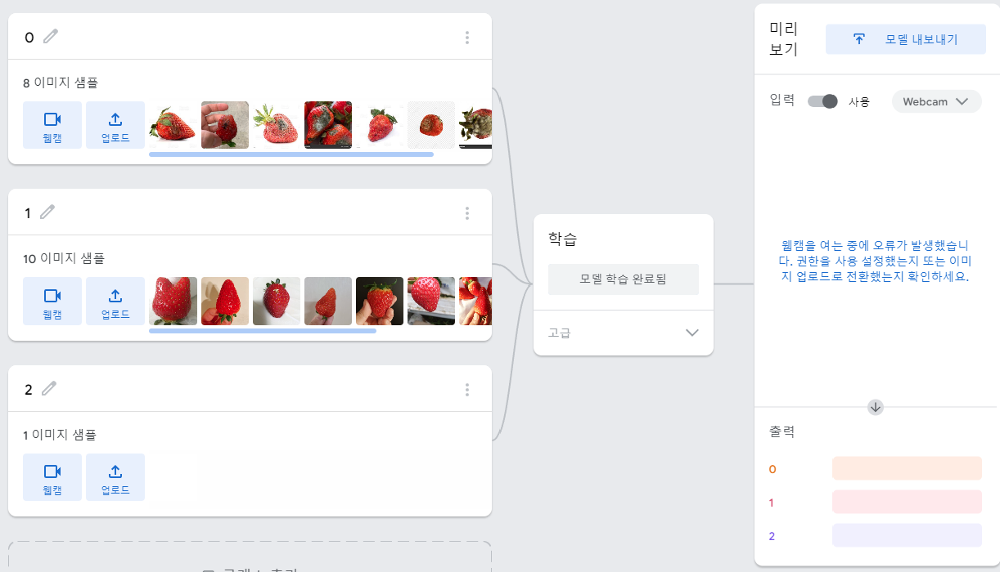 0
8 이미지 샘플
웹캠
업로드
1
10 이미지 샘플
웹캠
업로드
2
1 이미지 샘플
웹캠
업로드
학습
모델 학습 완료됨
고급
미리
보기
모델 내보내기
입력
사용
Webcam
웹캠을 여는 중에 오류가 발생했습니
다. 권한을 사용 설정했는지 또는 이미
지 업로드로 전환했는지 확인하세요.
출력
0
1
2